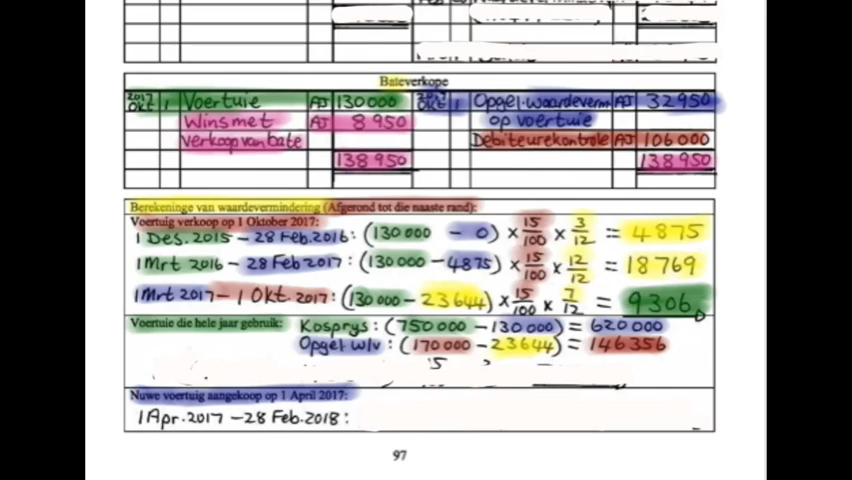 Bateverkope
2017 Okt 1 Voertuie AJ 130 000 2017 Okt 1 Opgel. waardeverm AJ 32 950
Wins met AJ 8 950 op voertuie
verkoop van bate Debiteurekontrole AJ 106 000
138 950 138 950
Berekeninge van waardevermindering (Afgerond tot die naaste rand):
Voertuig verkoop op 1 Oktober 2017:
1 Des. 2015 – 28 Feb. 2016: (130 000 – 0) × 15/100 × 3/12 = 4 875
1 Mrt 2016 – 28 Feb 2017: (130 000 – 4875) × 15/100 × 12/12 = 18 769
1 Mrt 2017 – 1 Okt. 2017: (130 000 – 23 644) × 15/100 × 7/12 = 9 306
Voertuie die hele jaar gebruik: Kosprys: (750 000 – 130 000) = 620 000
Opgel w/v: (170 000 – 23 644) = 146 356
Nuwe voertuig aangekoop op 1 April 2017:
1 Apr. 2017 – 28 Feb. 2018:
97